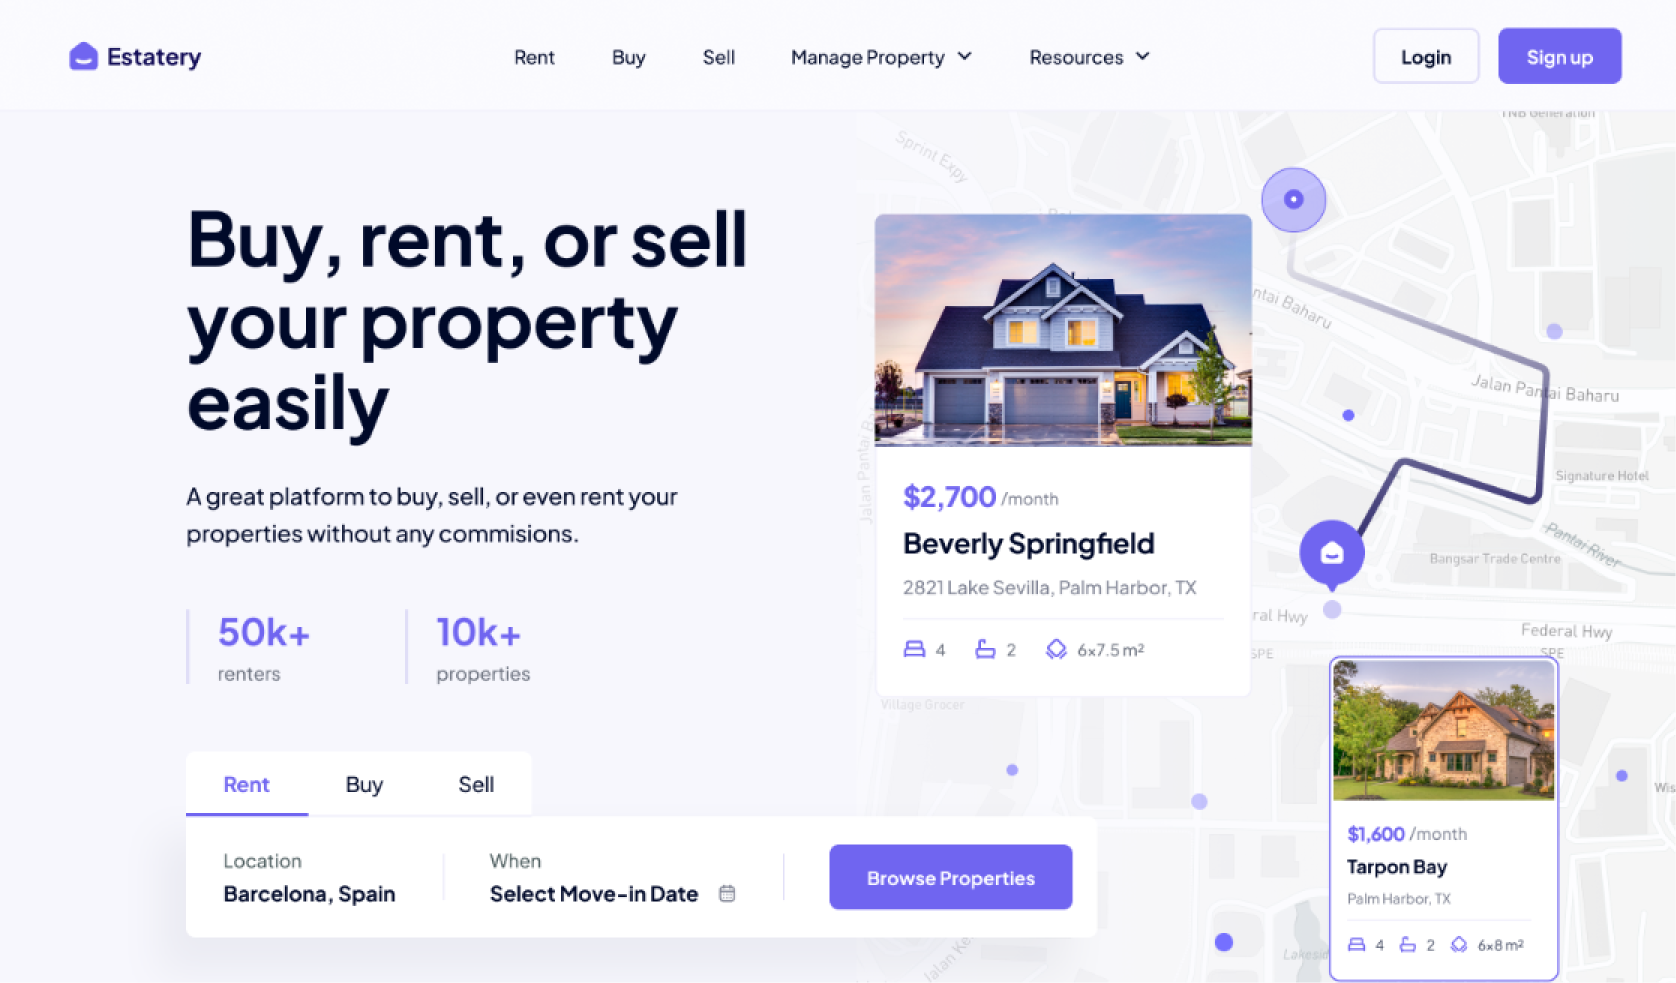 Estatery
Rent
Buy
Sell
Manage Property
Resources
Login
Sign up
Buy, rent, or sell
your property
easily
A great platform to buy, sell, or even rent your
properties without any commisions.
50k+
renters
10k+
properties
Rent
Buy
Sell
Location
Barcelona, Spain
When
Select Move-in Date
Browse Properties
$2,700 /month
Beverly Springfield
2821 Lake Sevilla, Palm Harbor, TX
4
2
6x7.5 m²
$1,600 /month
Tarpon Bay
Palm Harbor, TX
4
2
6x8 m²
TNB Generation
Sprint Expy
ntai Baharu
Jalan Pantai Baharu
Signature Hotel
Pantai River
Bangsar Trade Centre
ral Hwy
Federal Hwy
SPE
SPE
Village Grocer
Jalan Pantai
Wis
Jalan Ke
Lakesid